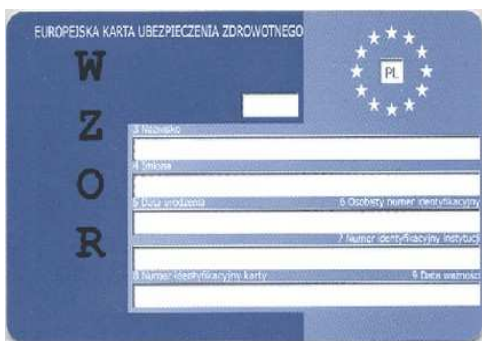 EUROPEJSKA KARTA UBEZPIECZENIA ZDROWOTNEGO
PL
W
Z
O
R
3 Nazwisko
4 Imiona
5 Data urodzenia 6 Osobisty numer identyfikacyjny
7 Numer identyfikacyjny instytucji
8 Numer identyfikacyjny karty 9 Data ważności